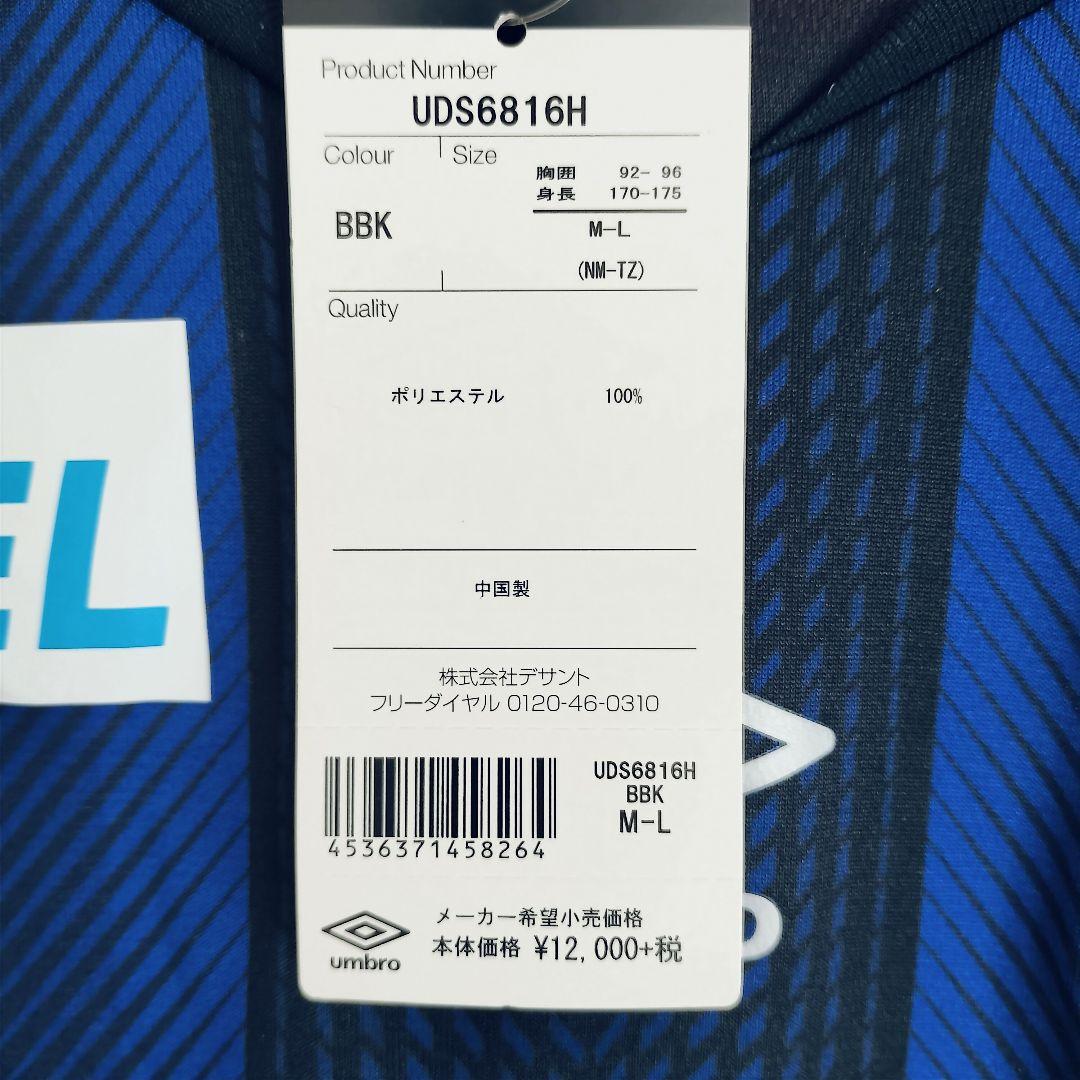 Product Number
UDS6816H
Colour
Size
胸囲 92- 96
身長 170-175
BBK
M-L
(NM-TZ)
Quality
ポリエステル 100%
EL
中国製
株式会社デサント
フリーダイヤル 0120-46-0310
UDS6816H
BBK
M-L
4536371458264
メーカー希望小売価格
本体価格 ¥12,000+税
umbro